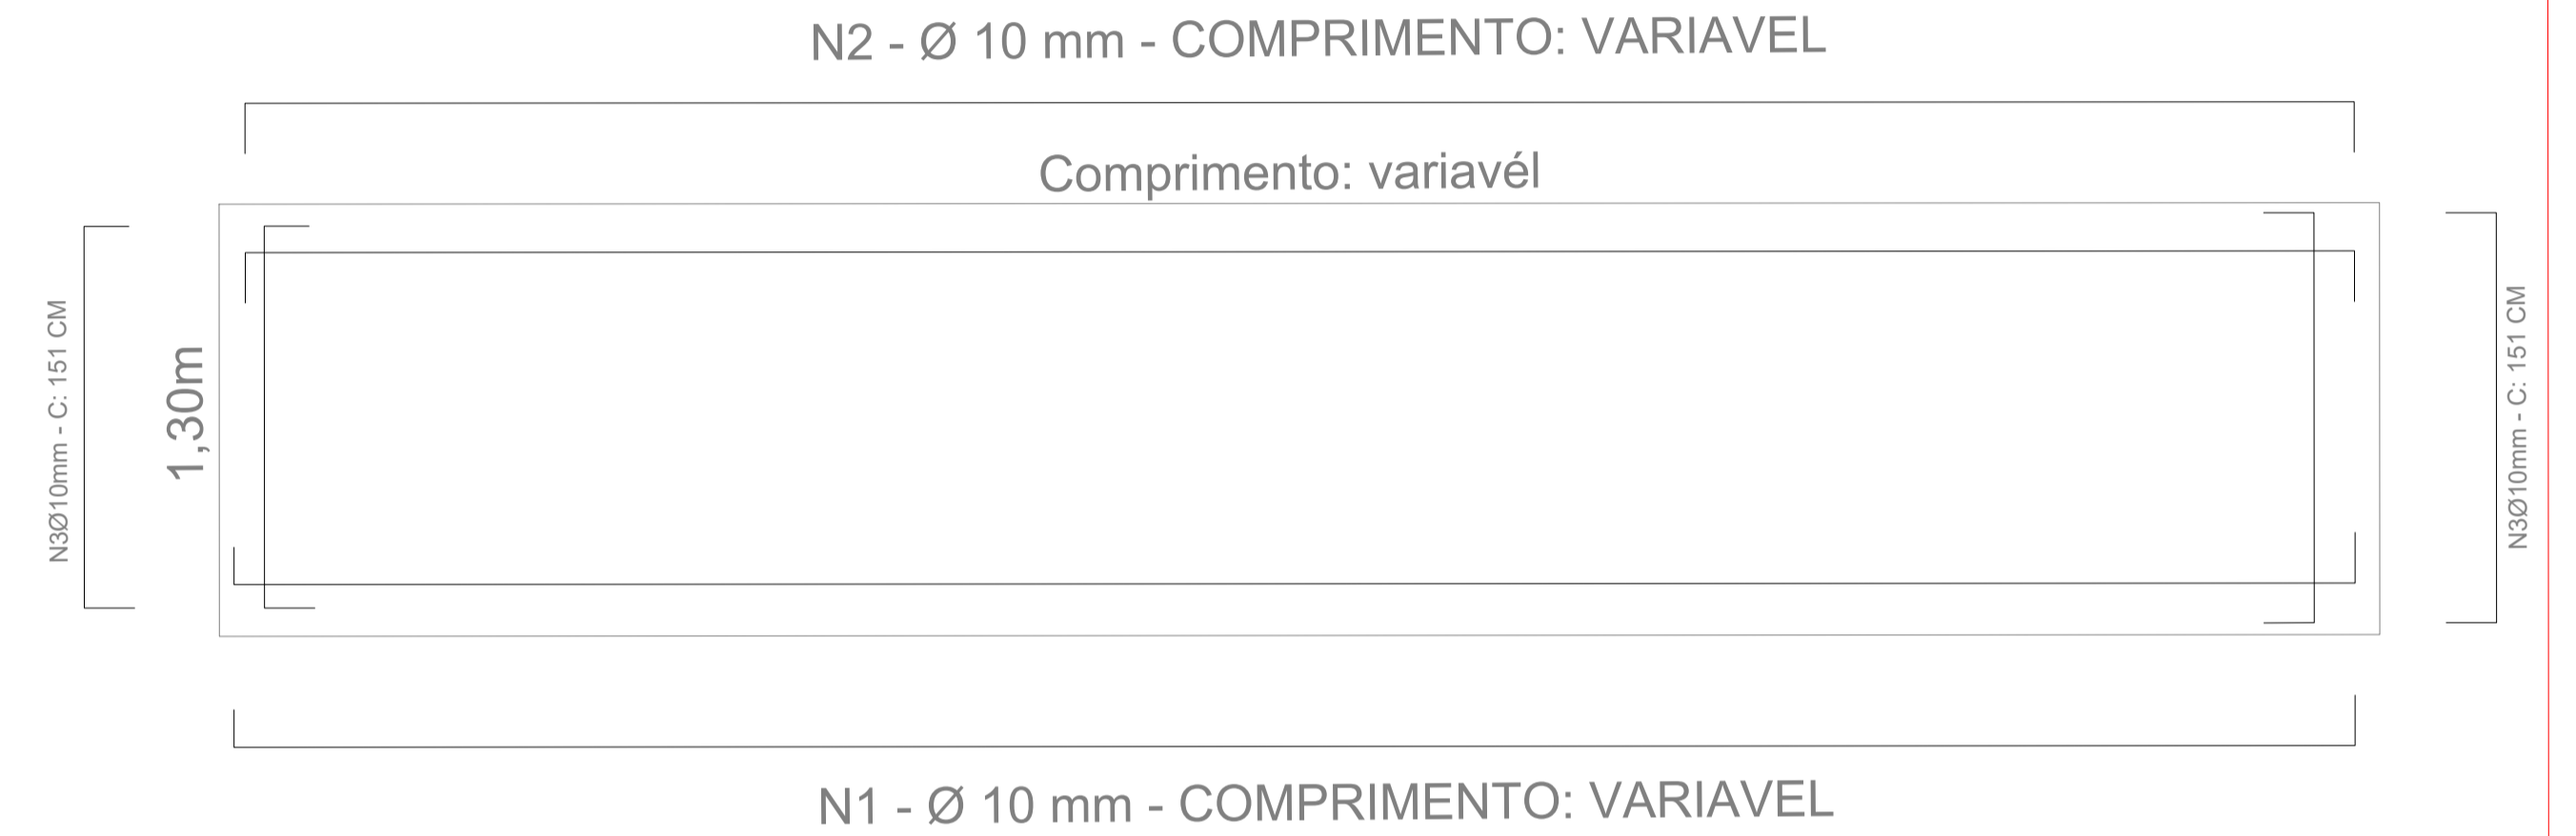 N2 - Ø 10 mm - COMPRIMENTO: VARIAVEL
Comprimento: variavél
N3Ø10mm - C: 151 CM
1,30m
N3Ø10mm - C: 151 CM
N1 - Ø 10 mm - COMPRIMENTO: VARIAVEL